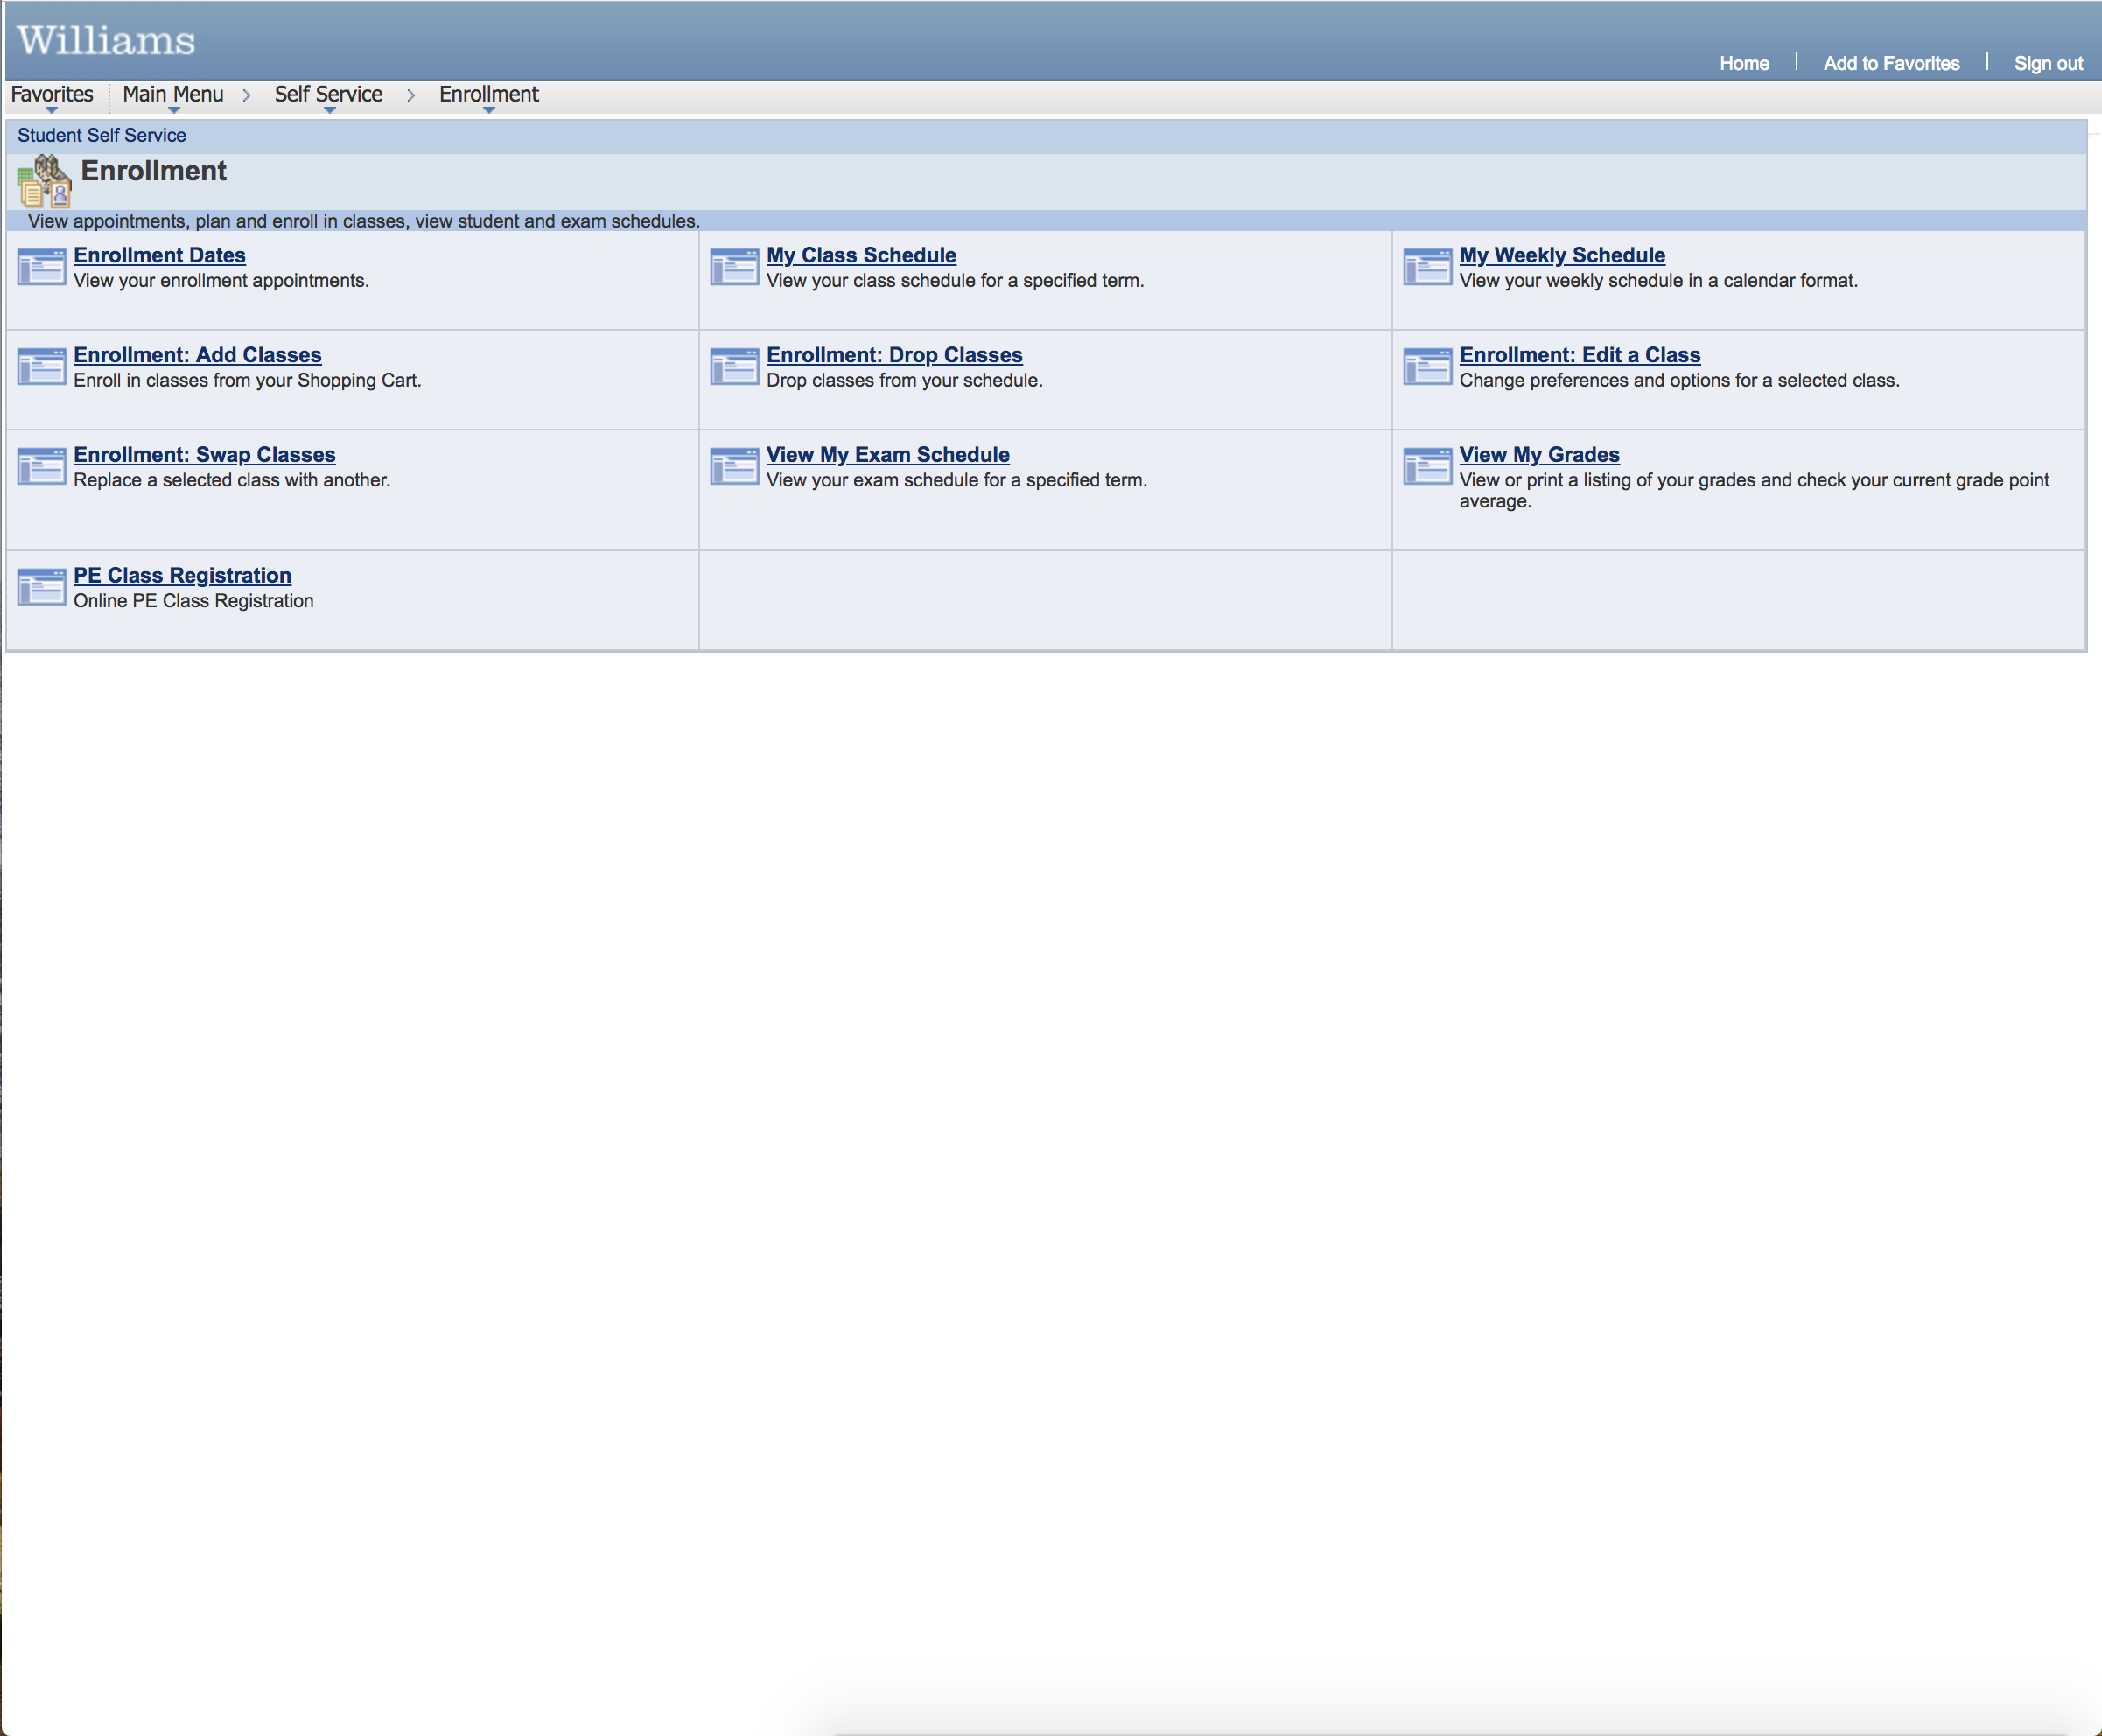 Williams
Home | Add to Favorites | Sign out
Favorites Main Menu > Self Service > Enrollment
Student Self Service
Enrollment
View appointments, plan and enroll in classes, view student and exam schedules.
Enrollment Dates
View your enrollment appointments.
My Class Schedule
View your class schedule for a specified term.
My Weekly Schedule
View your weekly schedule in a calendar format.
Enrollment: Add Classes
Enroll in classes from your Shopping Cart.
Enrollment: Drop Classes
Drop classes from your schedule.
Enrollment: Edit a Class
Change preferences and options for a selected class.
Enrollment: Swap Classes
Replace a selected class with another.
View My Exam Schedule
View your exam schedule for a specified term.
View My Grades
View or print a listing of your grades and check your current grade point
average.
PE Class Registration
Online PE Class Registration